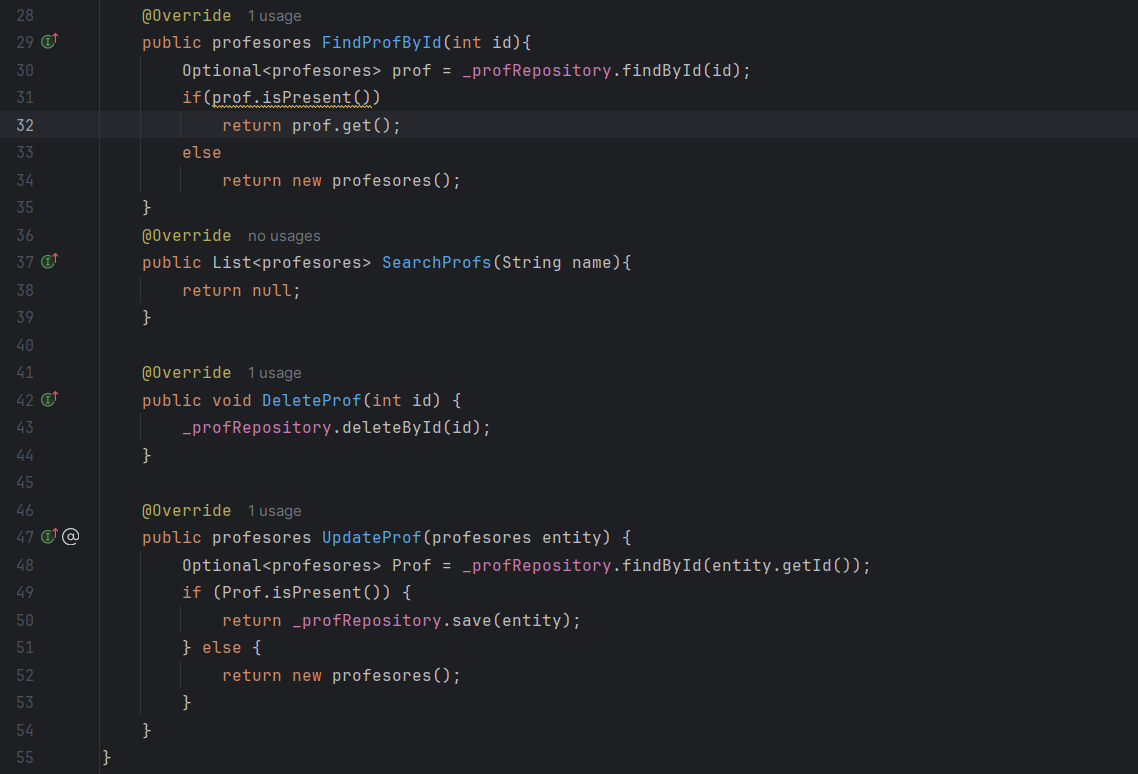 28 @Override 1 usage
29 public profesores FindProfById(int id){
30 Optional<profesores> prof = _profRepository.findById(id);
31 if(prof.isPresent())
32 return prof.get();
33 else
34 return new profesores();
35 }
36 @Override no usages
37 public List<profesores> SearchProfs(String name){
38 return null;
39 }
40
41 @Override 1 usage
42 public void DeleteProf(int id) {
43 _profRepository.deleteById(id);
44 }
45
46 @Override 1 usage
47 @ public profesores UpdateProf(profesores entity) {
48 Optional<profesores> Prof = _profRepository.findById(entity.getId());
49 if (Prof.isPresent()) {
50 return _profRepository.save(entity);
51 } else {
52 return new profesores();
53 }
54 }
55 }